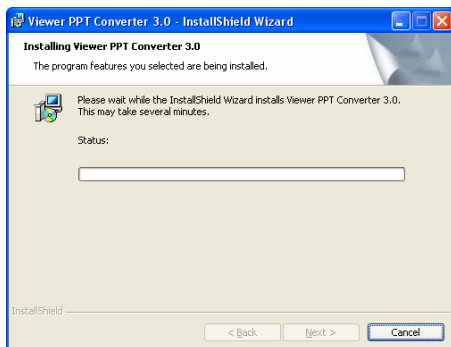 Viewer PPT Converter 3.0 - InstallShield Wizard
Installing Viewer PPT Converter 3.0
The program features you selected are being installed.
Please wait while the InstallShield Wizard installs Viewer PPT Converter 3.0.
This may take several minutes.
Status:
InstallShield
< Back
Next >
Cancel